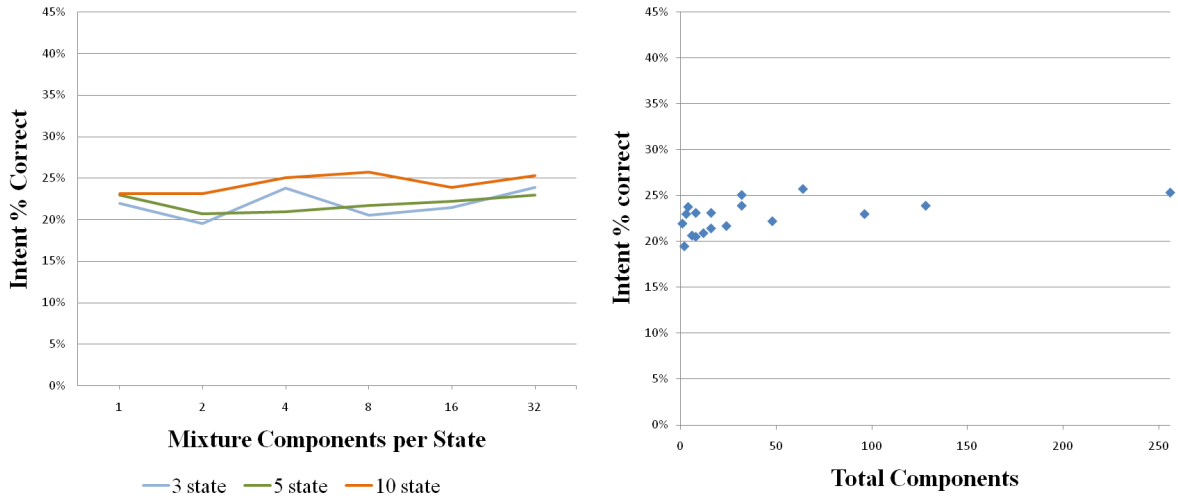 45%
40%
35%
30%
25%
20%
15%
10%
5%
0%
Intent % Correct
1 2 4 8 16 32
Mixture Components per State
3 state 5 state 10 state
45%
40%
35%
30%
25%
20%
15%
10%
5%
0%
Intent % correct
0 50 100 150 200 250
Total Components